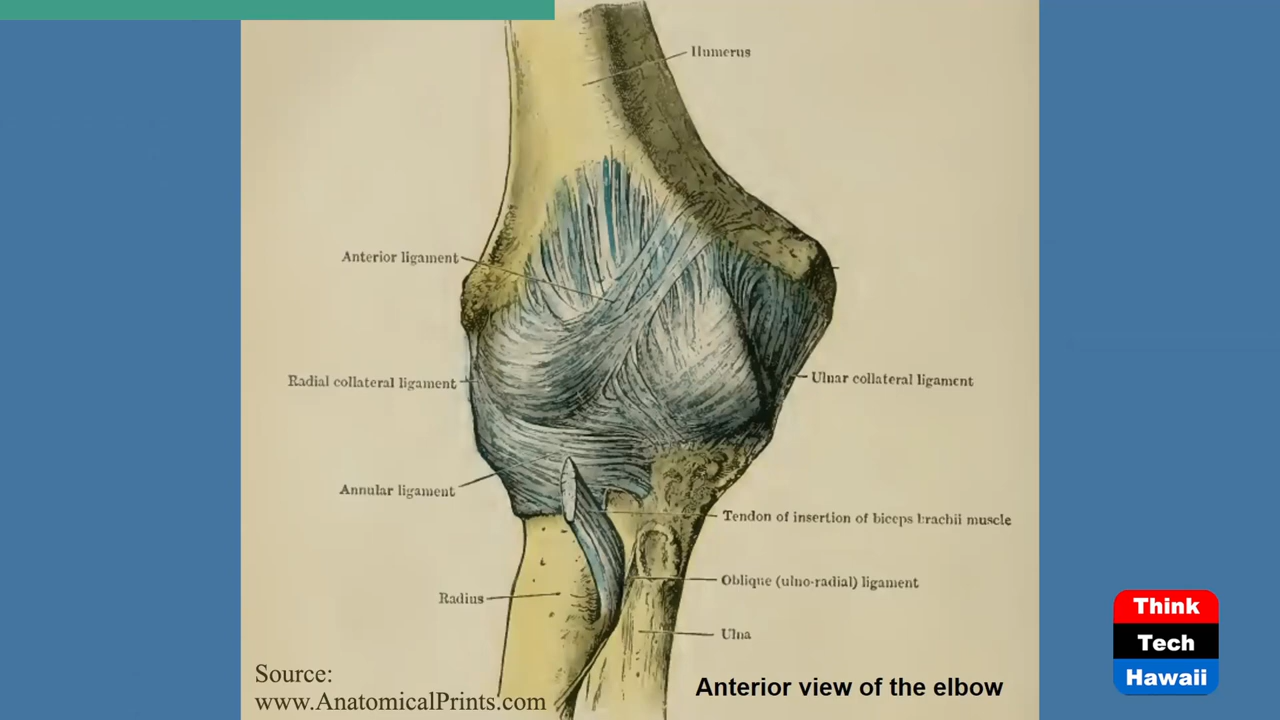 Humerus
Anterior ligament
Radial collateral ligament
Ulnar collateral ligament
Annular ligament
Tendon of insertion of biceps brachii muscle
Oblique (ulno-radial) ligament
Radius
Ulna
Source:
www.AnatomicalPrints.com
Anterior view of the elbow
Think
Tech
Hawaii